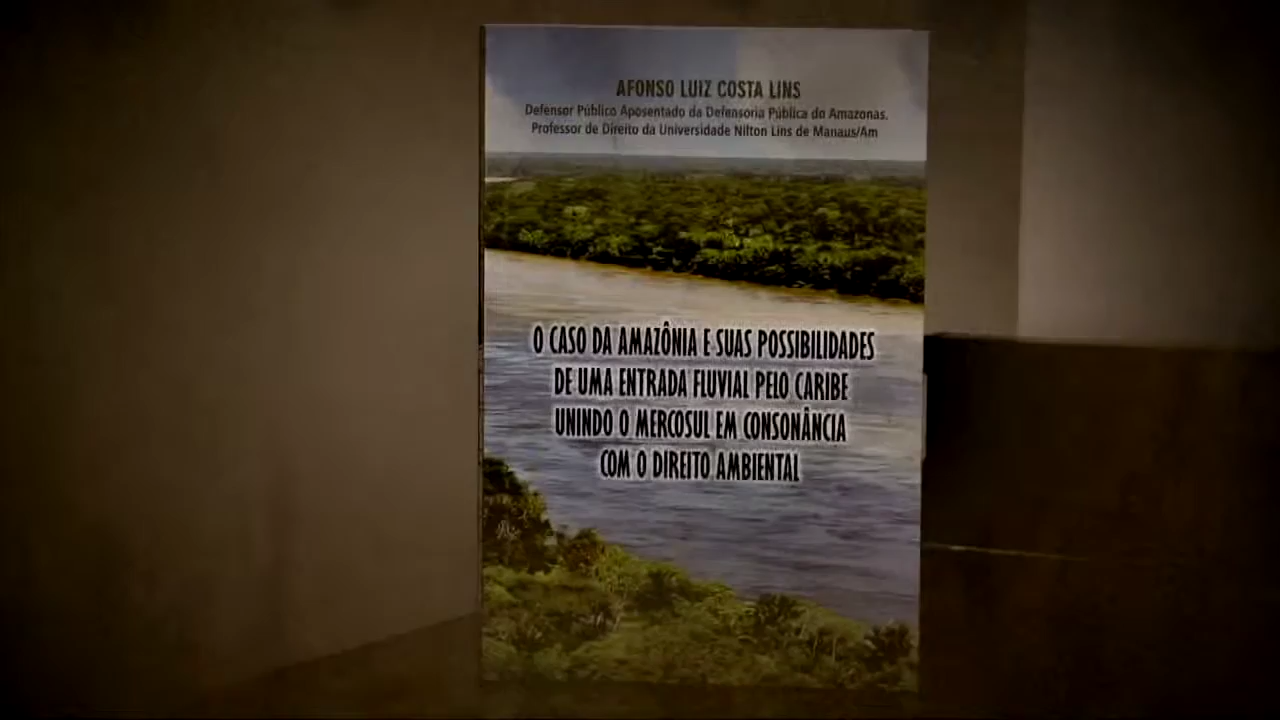 AFONSO LUIZ COSTA LINS
Defensor Público Aposentado da Defensoria Pública do Amazonas.
Professor de Direito da Universidade Nilton Lins de Manaus/Am
O CASO DA AMAZÔNIA E SUAS POSSIBILIDADES
DE UMA ENTRADA FLUVIAL PELO CARIBE
UNINDO O MERCOSUL EM CONSONÂNCIA
COM O DIREITO AMBIENTAL